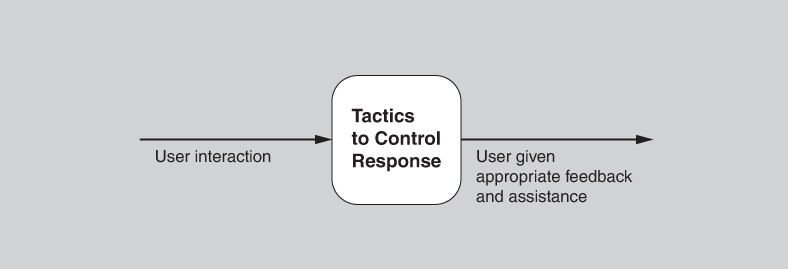 User interaction
Tactics
to Control
Response
User given
appropriate feedback
and assistance